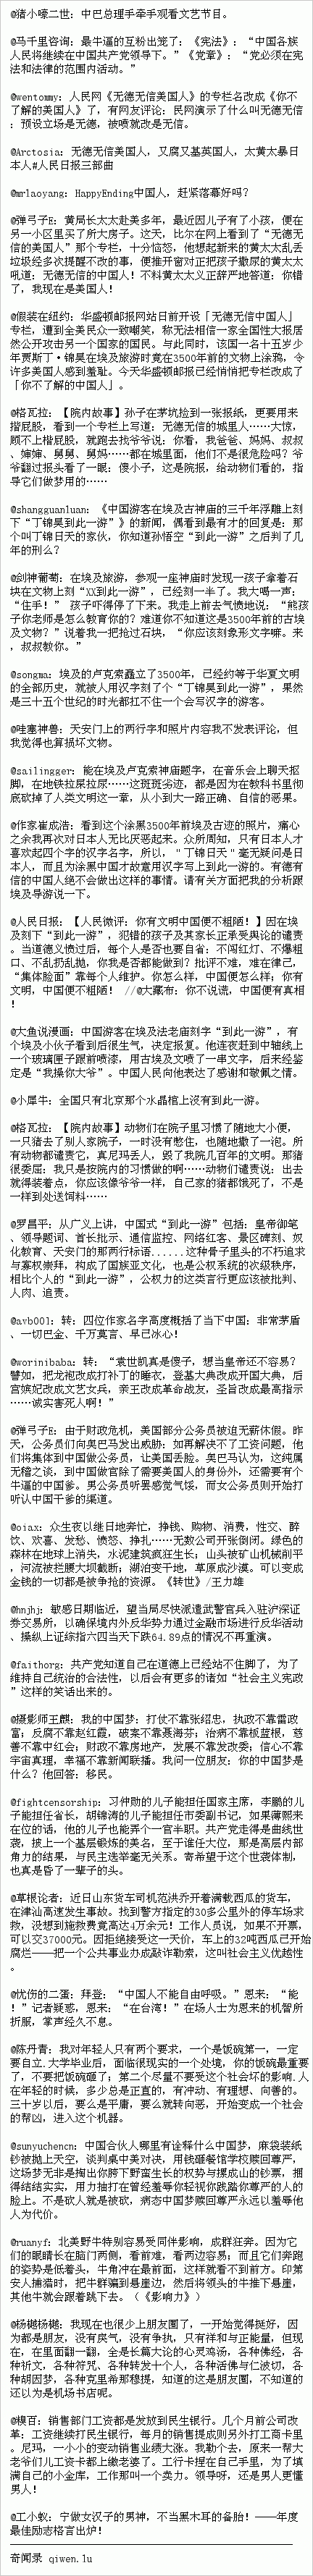 @猪小嚎二世：中巴总理手牵手观看文艺节目。
@马千里咨询：最牛逼的互粉出笼了：《宪法》：“中国各族
人民将继续在中国共产党领导下。”《党章》：“党必须在宪
法和法律的范围内活动。”
@wentommy：人民网《无德无信美国人》的专栏名改成《你不
了解的美国人》了，有网友评论：民网演示了什么叫无德无信
：预设立场是无德，被喷就改是无信。
@Arctosia：无德无信美国人，又腐又基英国人，太黄太暴日
本人#人民日报三部曲
@mrlaoyang：HappyEnding中国人，赶紧落幕好吗？
@弹弓子E：黄局长太太赴美多年，最近因儿子有了小孩，便在
另一小区里买了所大房子。这天，比尔在网上看到了“无德无
信的美国人”那个专栏，十分恼怒，他想起新来的黄太太乱丢
垃圾经多次提醒不改的事，便推开窗对正把孩子撒尿的黄太太
吼道：无德无信的中国人！不料黄太太义正辞严地答道：你错
了，我现在是美国人！
@假装在纽约：华盛顿邮报网站日前开设「无德无信中国人」
专栏，遭到全美民众一致嘲笑，称无法相信一家全国性大报居
然公开攻击另一个国家的国民。与此同时，该国一名十五岁少
年贾斯丁·锦昊在埃及旅游时竟在3500年前的文物上涂鸦，令
许多美国人感到羞耻。今天华盛顿邮报已经悄悄把专栏改成了
「你不了解的中国人」。
@格瓦拉：【院内故事】孙子在茅坑捡到一张报纸，更要用来
揩屁股，看到一个专栏上写道：无德无信的城里人……大惊，
顾不上楷屁股，就跑去找爷爷说：你看，我爸爸、妈妈、叔叔
、婶婶、舅舅、舅妈……都在城里面，他们不是很危险吗？爷
爷翻过报头看了一眼：傻小子，这是院报，给动物们看的，指
导它们做梦用的……
@shangguanluan：《中国游客在埃及古神庙的三千年浮雕上刻
下“丁锦昊到此一游”》的新闻，偶看到最有才的回复是：那
个叫丁锦日天的家伙，你知道孙悟空“到此一游”之后判了几
年的刑么？
@剑神葡萄：在埃及旅游，参观一座神庙时发现一孩子拿着石
块在文物上刻“XX到此一游”，已经刻一半了。我大喝一声：
“住手！” 孩子吓得停了下来。我走上前去气愤地说：“熊孩
子你老师是怎么教育你的？难道你不知道这是3500年前的古埃
及文物？”说着我一把抢过石块，“你应该刻象形文字嘛。来
，叔叔教你。”
@songma：埃及的卢克索矗立了3500年，已经约等于华夏文明
的全部历史，就被人用汉字刻了个“丁锦昊到此一游”，果然
是三十五个世纪的时光都扛不住一个会写汉字的游客。
@哇塞神兽：天安门上的两行字和照片内容我不发表评论，但
我觉得也算损坏文物。
@sailingger：能在埃及卢克索神庙题字，在音乐会上聊天抠
脚，在地铁拉屎拉尿……这斑斑劣迹，都是因为在教科书里彻
底砍掉了人类文明这一章，从小到大一路正确、自信的恶果。
@作家崔成浩：看到这个涂黑3500年前埃及古迹的照片，痛心
之余我再次对日本人无比厌恶起来。众所周知，只有日本人才
喜欢起四个字的汉字名字，所以，＂丁锦日天＂毫无疑问是日
本人，而且为涂黑中国才故意用汉字写上到此一游的。有德有
信的中国人绝不会做出这样的事情。请有关方面把我的分跟
埃及导游说一下。
@人民日报：【人民微评：你有文明中国便不粗陋！】因在埃
及刻下“到此一游”，犯错的孩子及其家长正承受舆论的谴责
。当道德义愤过后，每个人是否也要自省：不闯红灯、不爆粗
口、不乱扔乱抛，你我是否都能做到？批评不难，难在律己，
“集体脸面”靠每个人维护。你怎么样，中国便怎么样；你有
文明，中国便不粗陋！ //@大藏布：你不说谎，中国便有真相
！
@大鱼说漫画：中国游客在埃及法老庙刻字“到此一游”，有
个埃及小伙子看到后很生气，决定报复。他连夜赶到中轴线上
一个玻璃匣子跟前喷漆，用古埃及文喷了一串文字，后来经鉴
定是“我操你大爷”。中国人民向他表达了感谢和敬佩之情。
@小犀牛：全国只有北京那个水晶棺上没有到此一游。
@格瓦拉：【院内故事】动物们在院子里习惯了随地大小便，
一只猪去了别人家院子，一时没有憋住，也随地撒了一泡。所
有动物都谴责它，真尼玛丢人，毁了我院几百年的文明。那猪
很委屈：我只是按院内的习惯做的啊……动物们谴责说：出去
就得装着点，你应该像爷爷一样，自己家的猪都饿死了，不是
一样到处送饲料……
@罗昌平：从广义上讲，中国式“到此一游”包括：皇帝御笔
、领导题词、首长批示、通信监控、网络红客、景区碑刻、奴
化教育、天安门的那两行标语......这种骨子里头的不朽追求
与寡权崇拜，构成了国族亚文化，也是公权系统的次级秩序，
相比个人的“到此一游”，公权力的这类言行更应该被批判、
人肉、追责。
@avb001：转：四位作家名字高度概括了当下中国：非常茅盾
、一切巴金、千万莫言、早已冰心！
@worinibaba：转：“袁世凯真是傻子，想当皇帝还不容易？
譬如，把龙袍改成打补丁的睡衣，登基大典改成开国大典，后
宫嫔妃改成文艺女兵，亲王改成革命战友，圣旨改成最高指示
……诚实害死人啊！”
@弹弓子E：由于财政危机，美国部分公务员被迫无薪休假。昨
天，公务员们向奥巴马发出威胁：如再解决不了工资问题，他
们将集体到中国做公务员，让美国丢脸。奥巴马认为，这纯属
无稽之谈，到中国做官除了需要美国人的身份外，还需要有个
牛逼的中国爹。男公务员听罢感觉气馁，而女公务员则开始打
听认中国干爹的渠道。
@oiax：众生夜以继日地奔忙，挣钱、购物、消费，性交、醉
饮、欢喜、发愁、愤怒、挣扎……无数公司开张倒闭。绿色的
森林在地球上消失，水泥建筑疯狂生长；山头被矿山机械削平
，河流被拦腰大坝截断；湖泊变干地，草原成沙漠。可以变成
金钱的一切都是被争抢的资源。《转世》/王力雄
@hnjhj：敏感日期临近，望当局尽快派遣武警官兵入驻沪深证
券交易所，以确保境内外反华势力通过金融市场进行反华活动
、操纵上证综指六四当天下跌64.89点的情况不再重演。
@faithorg：共产党知道自己在道德上已经站不住脚了，为了
维持自己统治的合法性，以后会有更多的诸如“社会主义宪政
”这样的笑话出来的。
@摄影师王麒：我的中国梦：打仗不靠张绍忠，执政不靠雷政
富；反腐不靠赵红霞，破案不靠聂海芬；治病不靠板蓝根，慈
善不靠中红会；财政不靠房地产，发展不靠发改委；信心不靠
宇宙真理，幸福不靠新闻联播。我问一位朋友：你的中国梦是
什么？他回答：移民。
@fightcensorship：习仲勋的儿子能担任国家主席，李鹏的儿
子能担任省长，胡锦涛的儿子能担任市委副书记，如果薄熙来
在位的话，他的儿子也能弄个一官半职。共产党走得是曲线世
袭，披上一个基层锻炼的美名，至于谁任大位，那是高层内部
角力的结果，与民主选举毫无关系。寄希望于这个世袭体制，
也真是昏了一辈子的头。
@草根论者：近日山东货车司机范洪乔开着满载西瓜的货车，
在津汕高速发生事故。找到警方指定的30多公里外的停车场求
救，没想到施救费竟高达4万余元！工作人员说，如果不开票，
可以交37000元。因拒绝接受这一天价，车上的32吨西瓜已开始
腐烂——把一个公共事业办成敲诈勒索，这叫社会主义优越性
。
@忧伤的二蛋：拜登：“中国人不能自由呼吸。”恩来：“能
！”记者疑惑，恩来：“在台湾！”在场人士为恩来的机智所
折服，掌声经久不息。
@陈丹青：我对年轻人只有两个要求，一个是饭碗第一，一定
要自立.大学毕业后，面临很现实的一个处境，你的饭碗最重要
了，不要把饭碗砸了；第二个尽量不要受这个社会坏的影响.人
在年轻的时候，多少总是正直的，有冲动、有理想、向善的。
三十岁以后，要么是平庸，要么就转向恶，开始变成一个社会
的帮凶，进入这个机器。
@sunyuchencn：中国合伙人哪里有诠释什么中国梦，麻袋装纸
钞被抛上天空，谈判桌中美对决，用钱砸餐馆学校赎回尊严，
这场梦无非是掏出你胯下野蛮生长的权势与摞成山的钞票，捆
得结结实实，用力抽打在曾经羞辱你轻视你践踏你尊严的人的
脸上。不是砍人就是被砍，病态中国梦赎回尊严永远以羞辱他
人为代价。
@ruanyf：北美野牛特别容易受同伴影响，成群狂奔。因为它
们的眼睛长在脑门两侧，看前难，看两边容易；而且它们奔跑
的姿势是低着头，牛角冲在最前面，这样就看不到前方。印第
安人捕猎时，把牛群骗到悬崖边，然后将领头的牛推下悬崖，
其他牛就会跟着跳下去。（《影响力》）
@杨樾杨樾：我现在也很少上朋友圈了，一开始觉得挺好，因
为都是朋友，没有戾气，没有争执，只有祥和与正能量，但现
在，在里面翻一翻，全是长篇大论的心灵鸡汤，各种佛经，各
种祈文，各种符咒、各种转发十个人，各种活佛与仁波切，各
种胡因梦，各种克里希那穆提，知道的这是朋友圈，不知道的
还以为是机场书店呢。
@模百：销售部门工资都是发放到民生银行。几个月前公司改
革：工资继续打民生银行，每月的销售提成则另外打工商卡里
。尼玛，一小小的变动销售业绩大涨。我勒个去，原来一帮大
老爷们儿工资卡都上缴老婆了。工行卡捏在自己手里，为了填
满自己的小金库，工作那叫一个卖力。领导呀，还是男人更懂
男人！
@工小蚁：宁做女汉子的男神，不当黑木耳的备胎！——年度
最佳励志格言出炉！
奇闻录 qiwen.lu